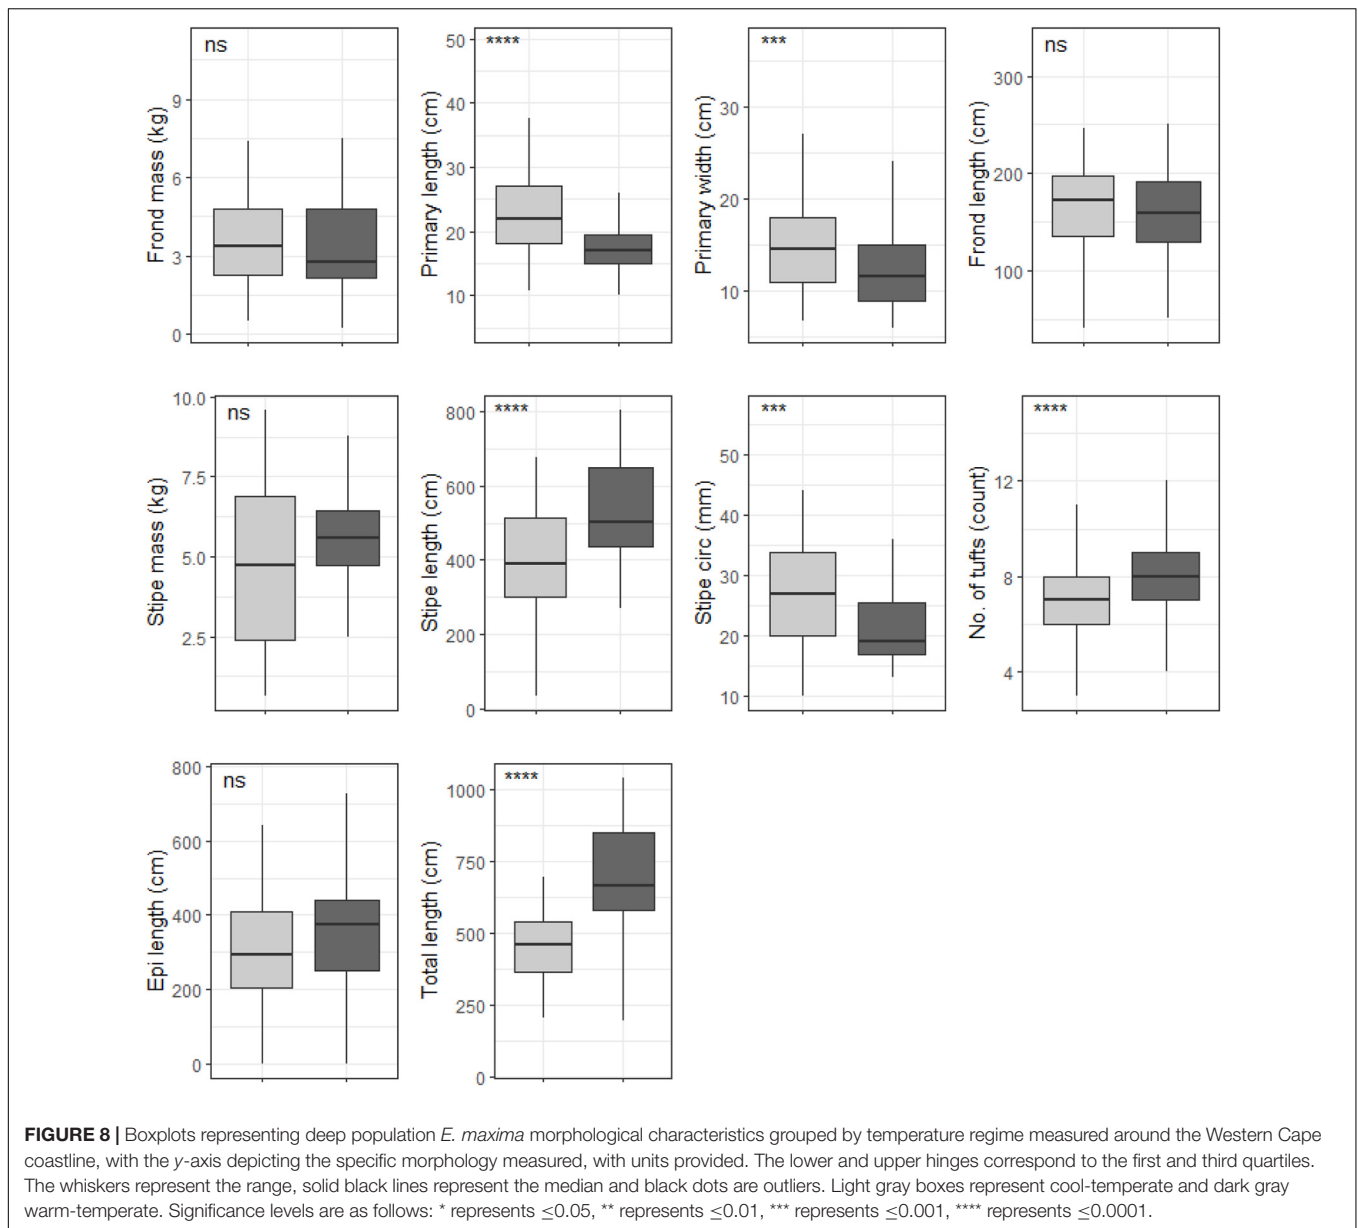 ns
Frond mass (kg)
9
6
3
0
****
Primary length (cm)
50
40
30
20
10
***
Primary width (cm)
30
20
10
ns
Frond length (cm)
300
200
100
ns
Stipe mass (kg)
10.0
7.5
5.0
2.5
****
Stipe length (cm)
800
600
400
200
0
***
Stipe circ (mm)
50
40
30
20
10
****
No. of tufts (count)
12
8
4
ns
Epi length (cm)
800
600
400
200
0
****
Total length (cm)
1000
750
500
250
0
FIGURE 8 | Boxplots representing deep population E. maxima morphological characteristics grouped by temperature regime measured around the Western Cape
coastline, with the y-axis depicting the specific morphology measured, with units provided. The lower and upper hinges correspond to the first and third quartiles.
The whiskers represent the range, solid black lines represent the median and black dots are outliers. Light gray boxes represent cool-temperate and dark gray
warm-temperate. Significance levels are as follows: * represents ≤0.05, ** represents ≤0.01, *** represents ≤0.001, **** represents ≤0.0001.